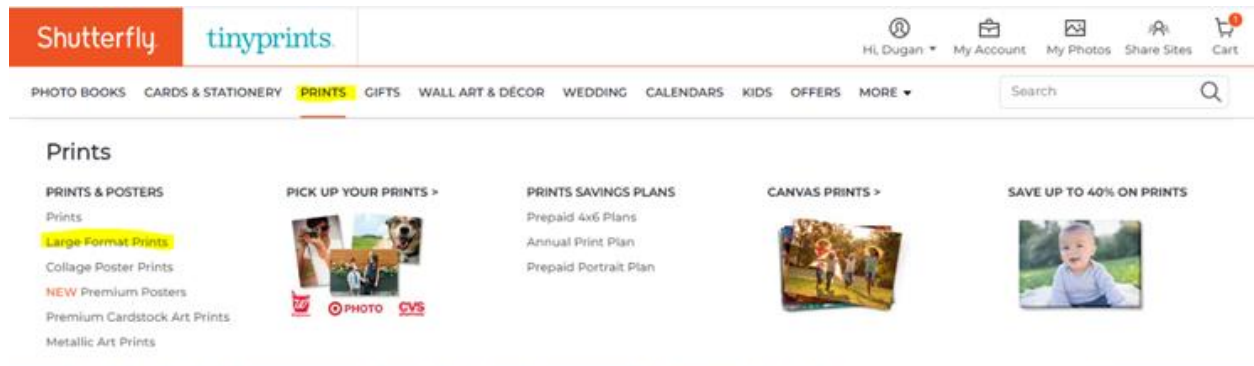 Shutterfly. tinyprints.
Hi, Dugan ▼ My Account My Photos Share Sites 1 Cart
PHOTO BOOKS CARDS & STATIONERY PRINTS GIFTS WALL ART & DÉCOR WEDDING CALENDARS KIDS OFFERS MORE ▼ Search
Prints
PRINTS & POSTERS
Prints
Large Format Prints
Collage Poster Prints
NEW Premium Posters
Premium Cardstock Art Prints
Metallic Art Prints
PICK UP YOUR PRINTS >
PHOTO CVS
PRINTS SAVINGS PLANS
Prepaid 4x6 Plans
Annual Print Plan
Prepaid Portrait Plan
CANVAS PRINTS >
SAVE UP TO 40% ON PRINTS